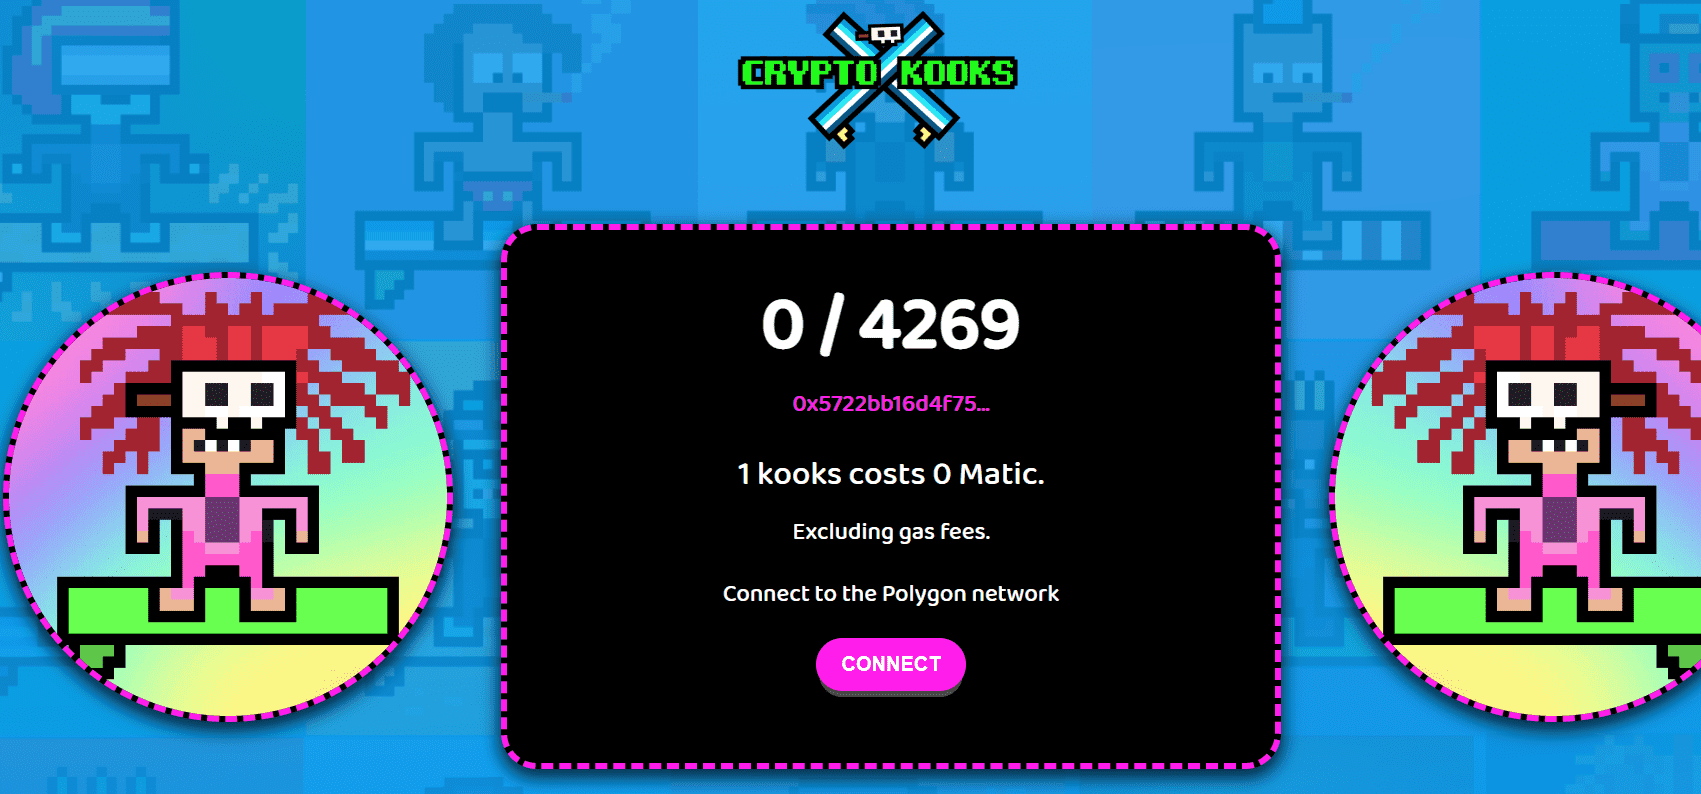 CRYPTO KOOKS
0 / 4269
0x5722bb16d4f75...
1 kooks costs 0 Matic.
Excluding gas fees.
Connect to the Polygon network
CONNECT